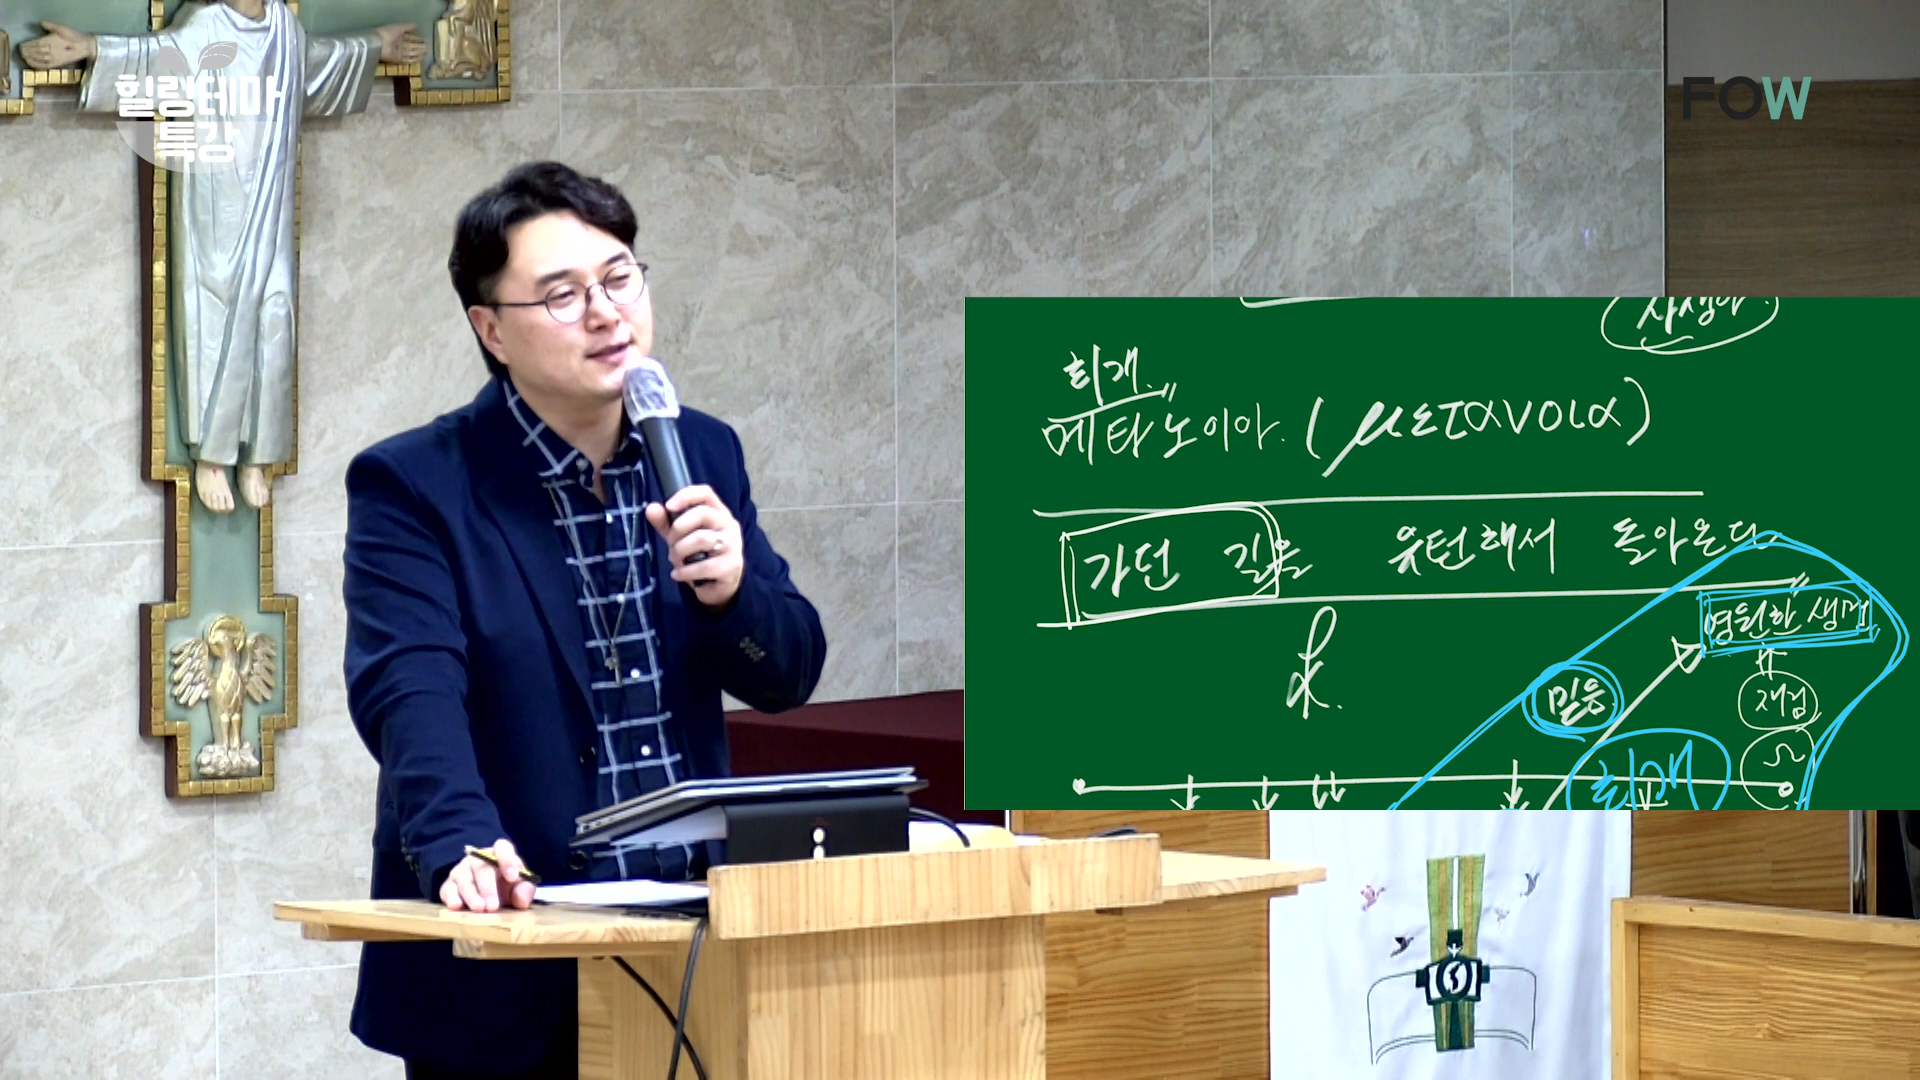 힐링테마
특강
FOW
회개
메타노이아. (μετανοια)
가던 길을 유턴해서 돌아온다.
영원한 생명
믿음
재림
회개
Ω